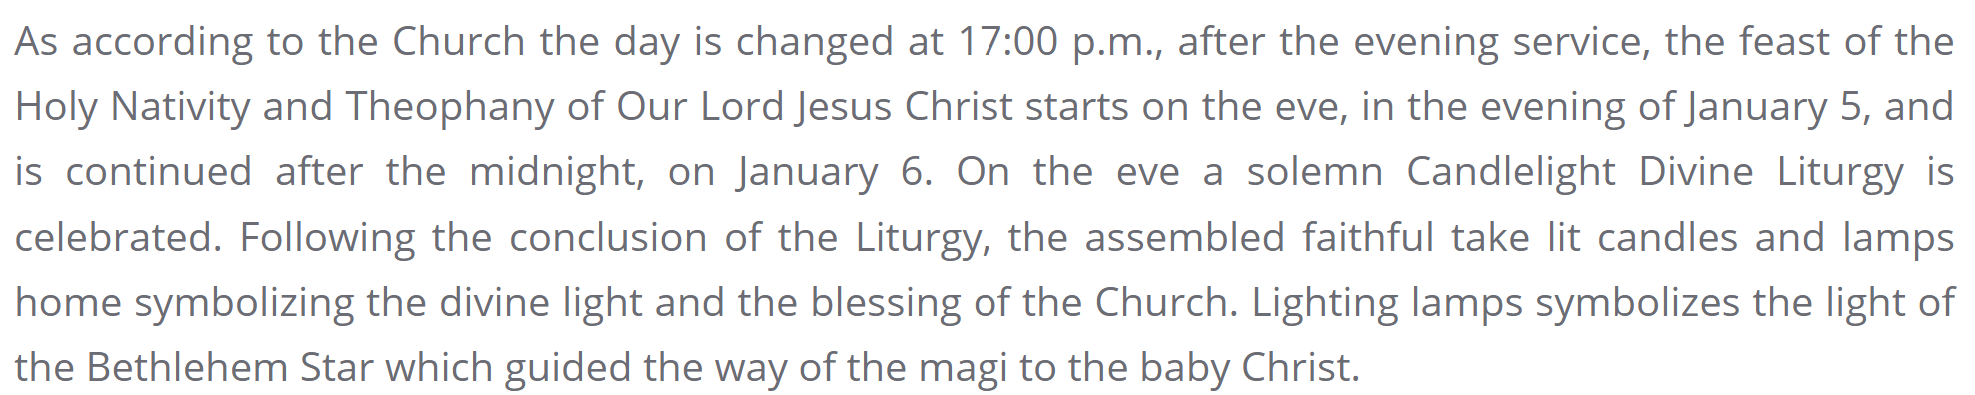 As according to the Church the day is changed at 17:00 p.m., after the evening service, the feast of the
Holy Nativity and Theophany of Our Lord Jesus Christ starts on the eve, in the evening of January 5, and
is continued after the midnight, on January 6. On the eve a solemn Candlelight Divine Liturgy is
celebrated. Following the conclusion of the Liturgy, the assembled faithful take lit candles and lamps
home symbolizing the divine light and the blessing of the Church. Lighting lamps symbolizes the light of
the Bethlehem Star which guided the way of the magi to the baby Christ.